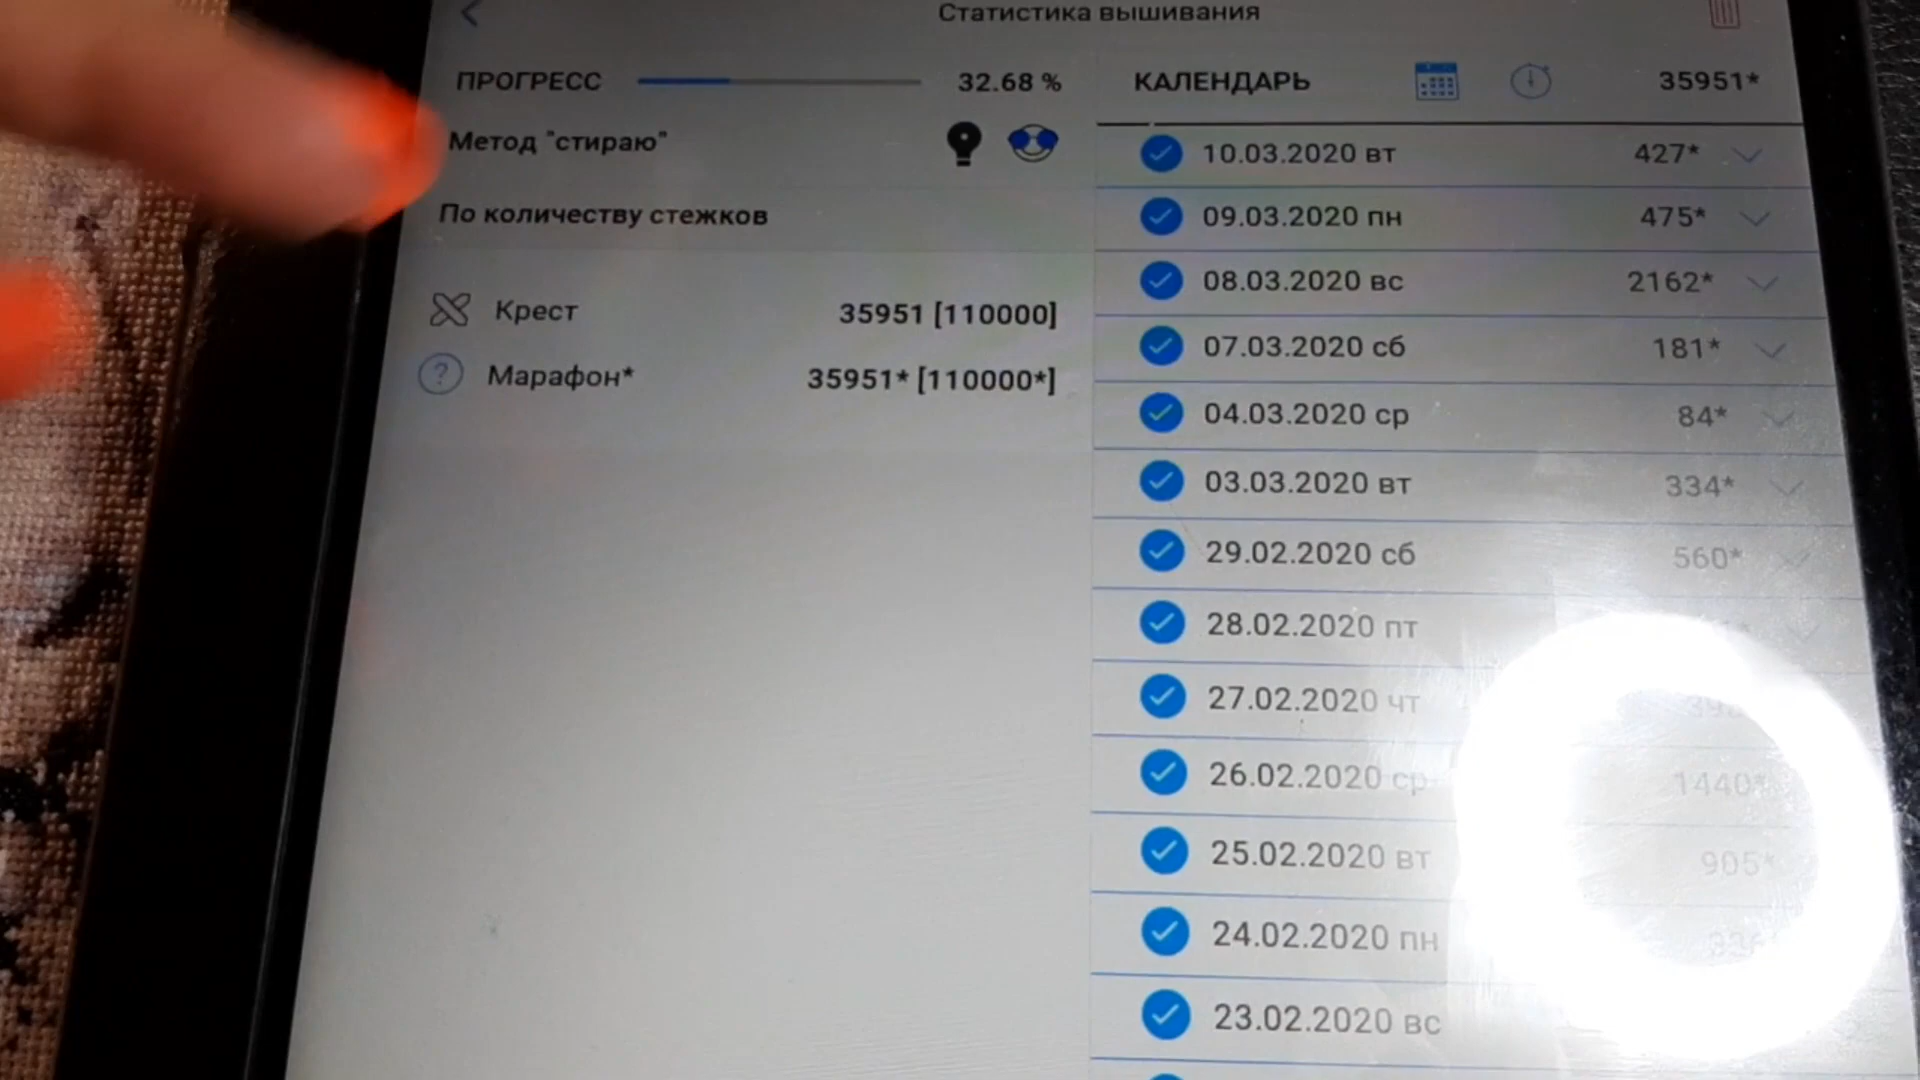 Статистика вышивания
ПРОГРЕСС 32.68 %
Метод "стираю"
По количеству стежков
Крест 35951 [110000]
Марафон* 35951* [110000*]
КАЛЕНДАРЬ 35951*
10.03.2020 вт 427*
09.03.2020 пн 475*
08.03.2020 вс 2162*
07.03.2020 сб 181*
04.03.2020 ср 84*
03.03.2020 вт 334*
29.02.2020 сб 560*
28.02.2020 пт
27.02.2020 чт
26.02.2020 ср 1440*
25.02.2020 вт 905*
24.02.2020 пн
23.02.2020 вс